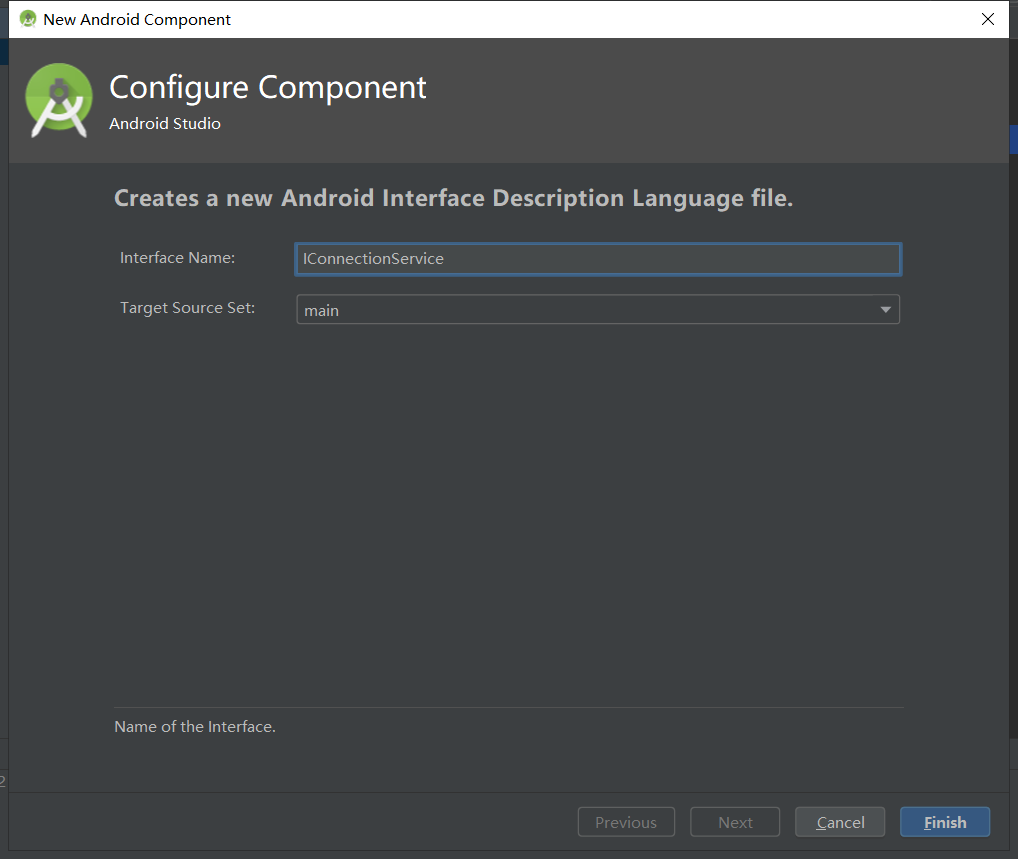 New Android Component
Configure Component
Android Studio
Creates a new Android Interface Description Language file.
Interface Name:
IConnectionService
Target Source Set:
main
Name of the Interface.
2
Previous
Next
Cancel
Finish